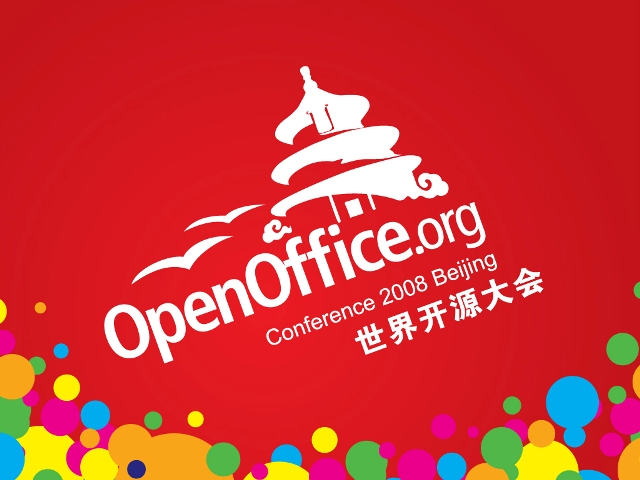 OpenOffice.org
Conference 2008 Beijing
世界开源大会